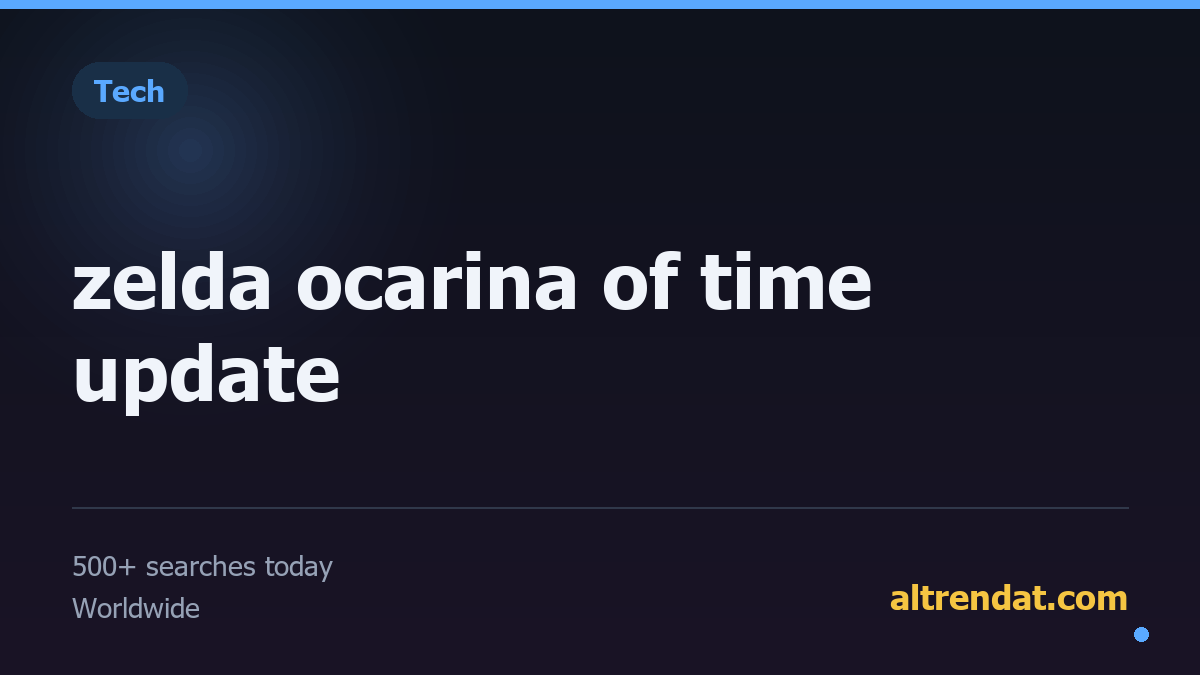 Tech
zelda ocarina of time
update
500+ searches today
Worldwide
altrendat.com